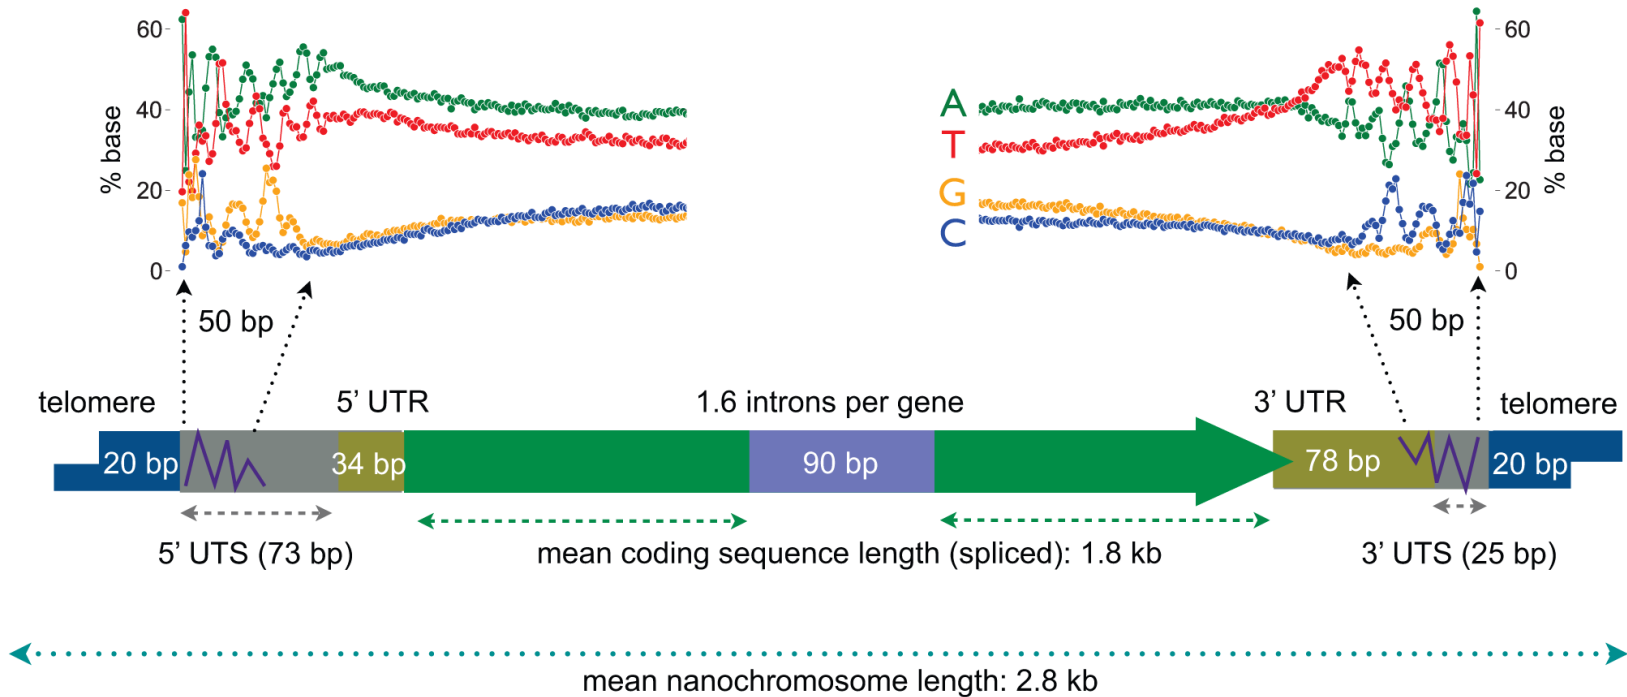 60
40
20
0
% base
A
T
G
C
60
40
20
0
% base
50 bp
50 bp
telomere
5’ UTR
1.6 introns per gene
3’ UTR
telomere
20 bp
34 bp
90 bp
78 bp
20 bp
5’ UTS (73 bp)
mean coding sequence length (spliced): 1.8 kb
3’ UTS (25 bp)
mean nanochromosome length: 2.8 kb